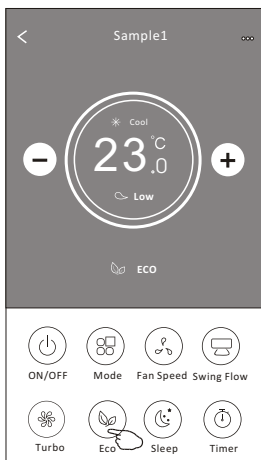 Sample1
Cool
23.0°C
Low
ECO
ON/OFF Mode Fan Speed Swing Flow
Turbo Eco Sleep Timer